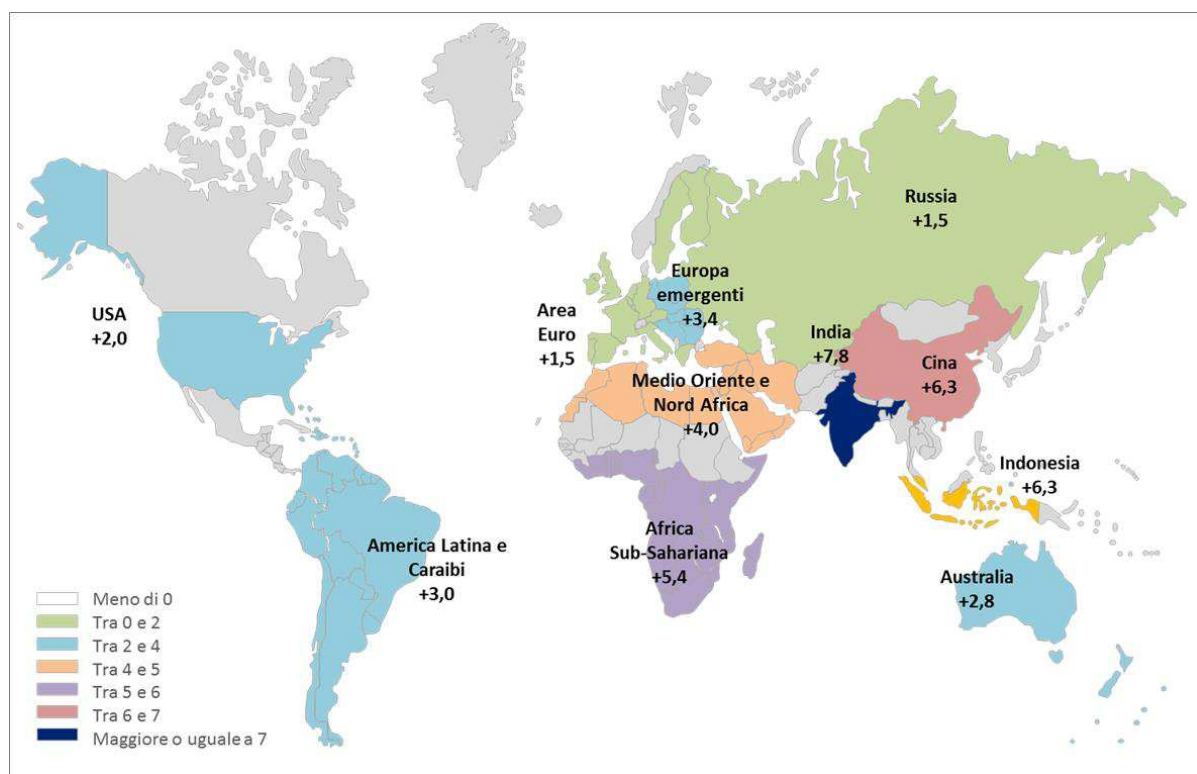 Russia
+1,5
Europa
emergenti
+3,4
USA
+2,0
Area
Euro
+1,5
India
+7,8
Cina
+6,3
Medio Oriente e
Nord Africa
+4,0
Indonesia
+6,3
Africa
Sub-Sahariana
+5,4
America Latina e
Caraibi
+3,0
Australia
+2,8
Meno di 0
Tra 0 e 2
Tra 2 e 4
Tra 4 e 5
Tra 5 e 6
Tra 6 e 7
Maggiore o uguale a 7